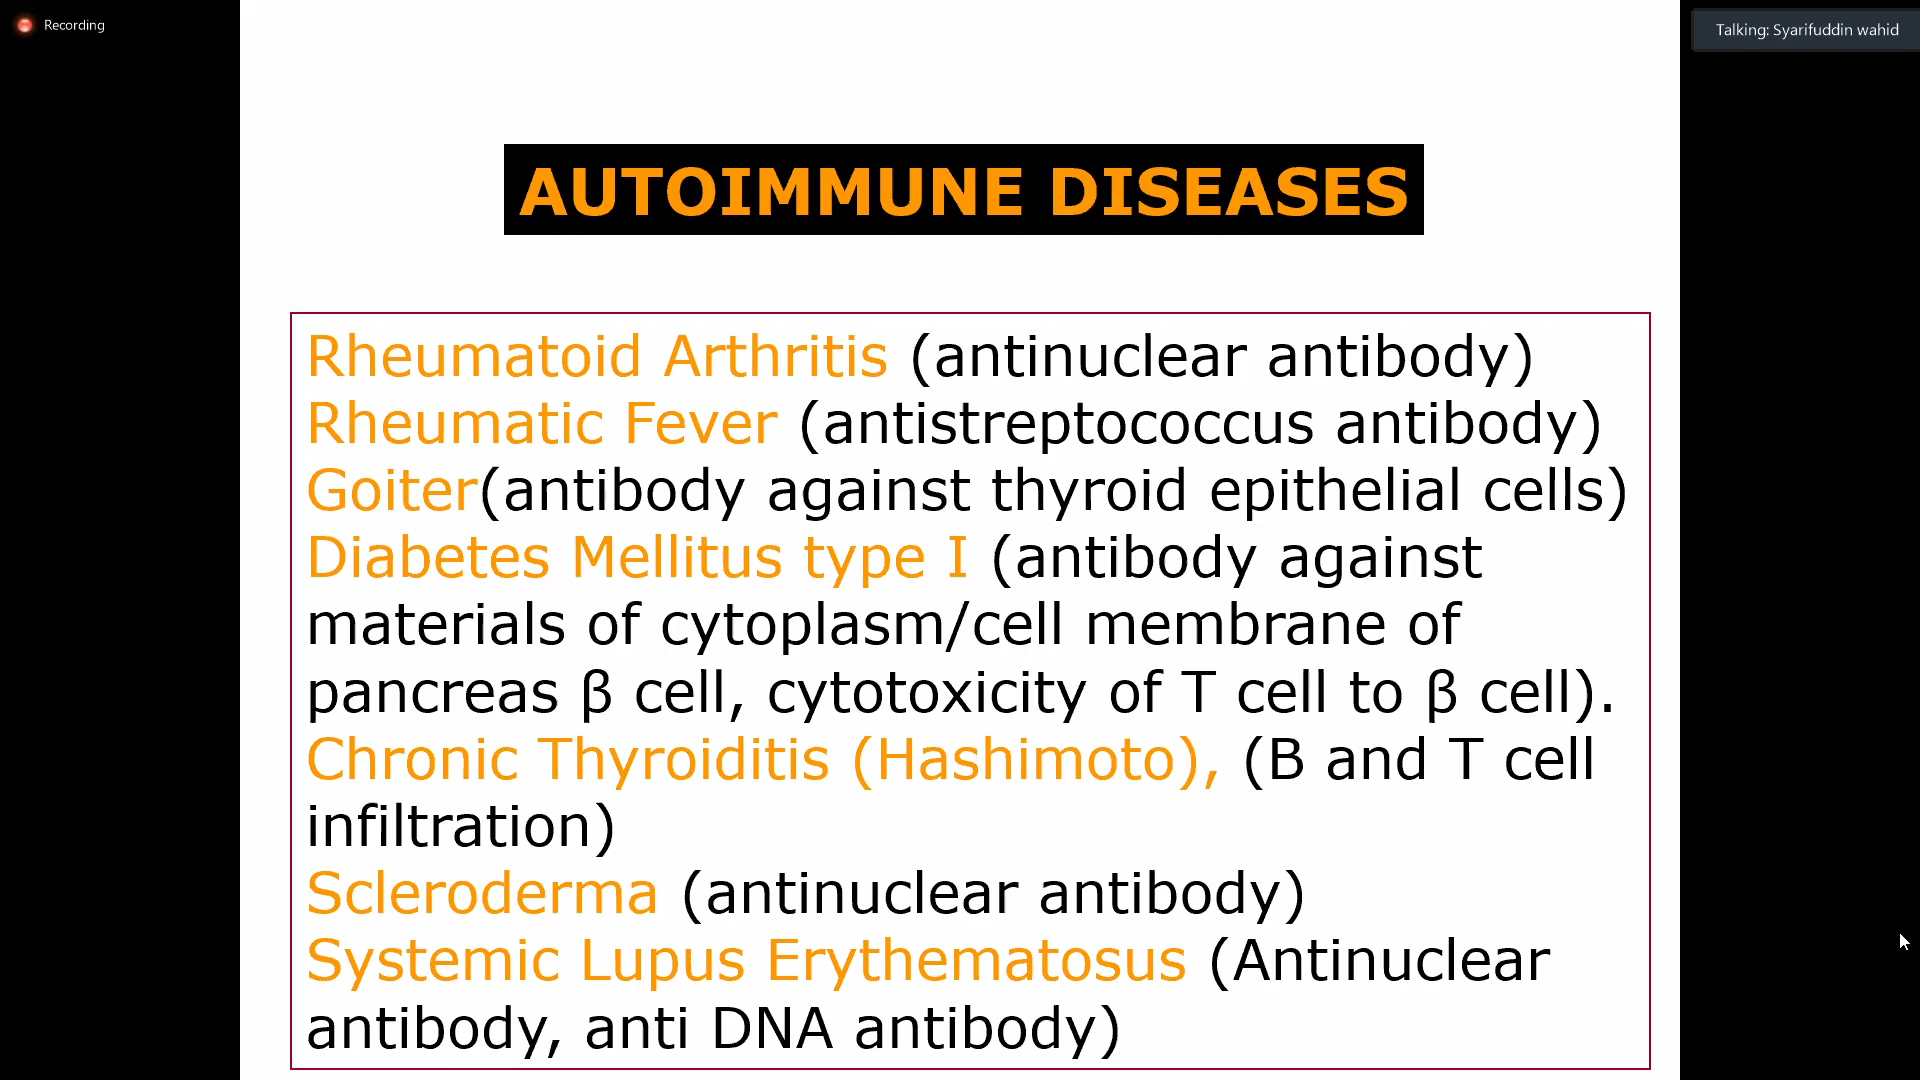 Recording
Talking: Syarifuddin wahid
AUTOIMMUNE DISEASES
Rheumatoid Arthritis (antinuclear antibody)
Rheumatic Fever (antistreptococcus antibody)
Goiter(antibody against thyroid epithelial cells)
Diabetes Mellitus type I (antibody against
materials of cytoplasm/cell membrane of
pancreas β cell, cytotoxicity of T cell to β cell).
Chronic Thyroiditis (Hashimoto), (B and T cell
infiltration)
Scleroderma (antinuclear antibody)
Systemic Lupus Erythematosus (Antinuclear
antibody, anti DNA antibody)